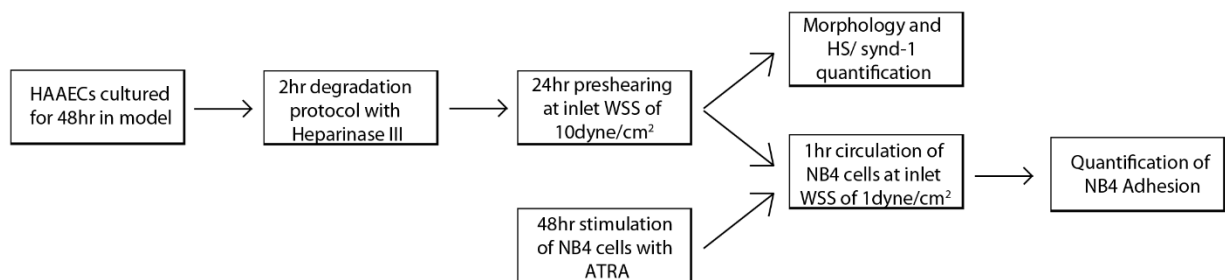 HAAECs cultured
for 48hr in model
2hr degradation
protocol with
Heparinase III
24hr preshearing
at inlet WSS of
10dyne/cm²
Morphology and
HS/ synd-1
quantification
48hr stimulation
of NB4 cells with
ATRA
1hr circulation of
NB4 cells at inlet
WSS of 1dyne/cm²
Quantification of
NB4 Adhesion